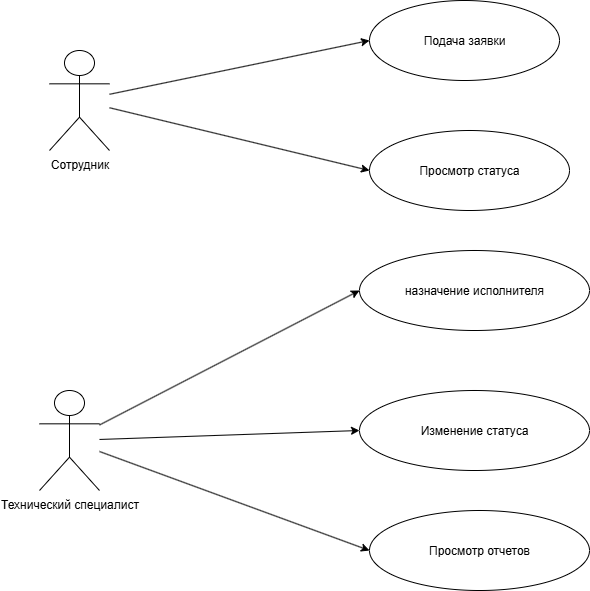 Подача заявки
Сотрудник
Просмотр статуса
назначение исполнителя
Изменение статуса
Технический специалист
Просмотр отчетов